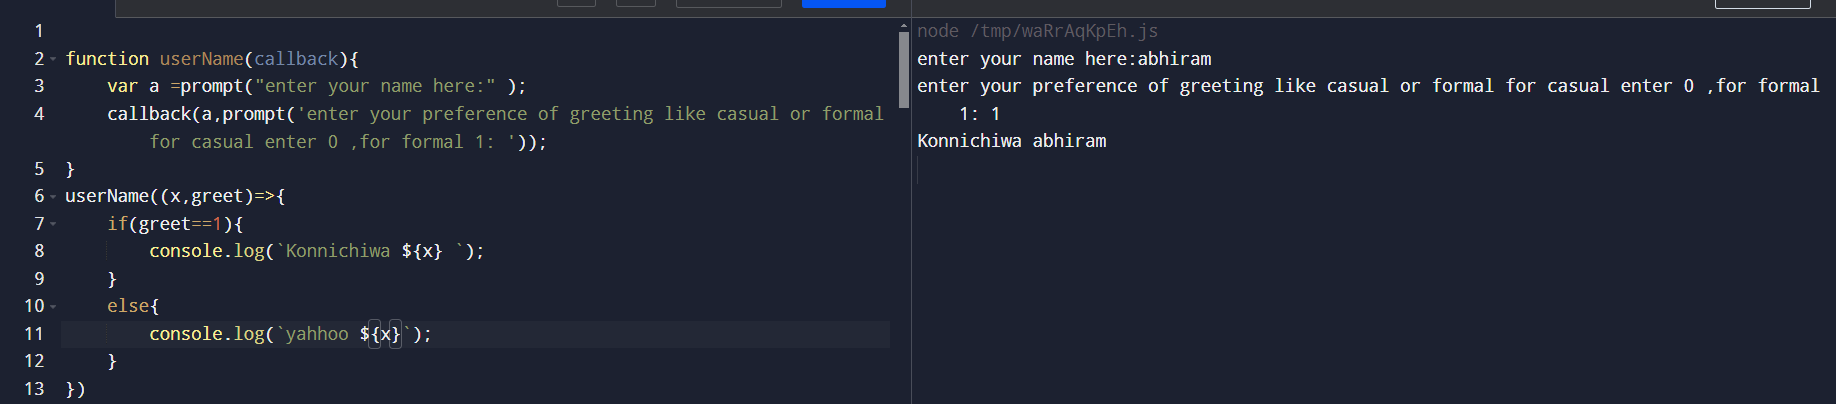 1
2 function userName(callback){
3 var a =prompt("enter your name here:" );
4 callback(a,prompt('enter your preference of greeting like casual or formal
for casual enter 0 ,for formal 1: '));
5 }
6 userName((x,greet)=>{
7 if(greet==1){
8 console.log(`Konnichiwa ${x} `);
9 }
10 else{
11 console.log(`yahhoo ${x}`);
12 }
13 })
node /tmp/waRrAqKpEh.js
enter your name here:abhiram
enter your preference of greeting like casual or formal for casual enter 0 ,for formal
1: 1
Konnichiwa abhiram